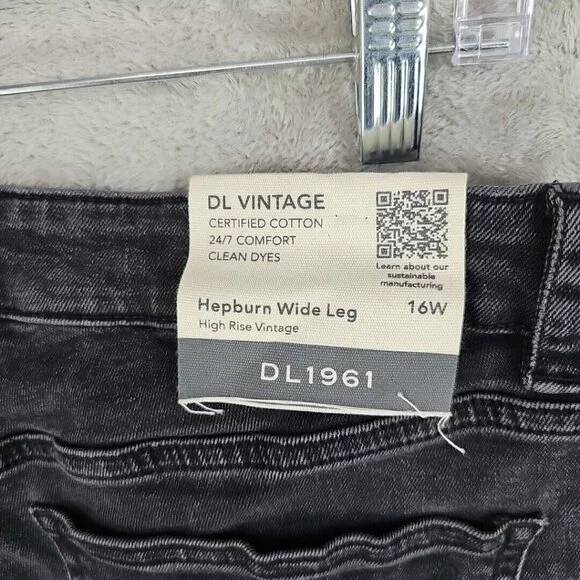 DL VINTAGE
CERTIFIED COTTON
24/7 COMFORT
CLEAN DYES
Learn about our
sustainable
manufacturing
Hepburn Wide Leg 16W
High Rise Vintage
DL1961